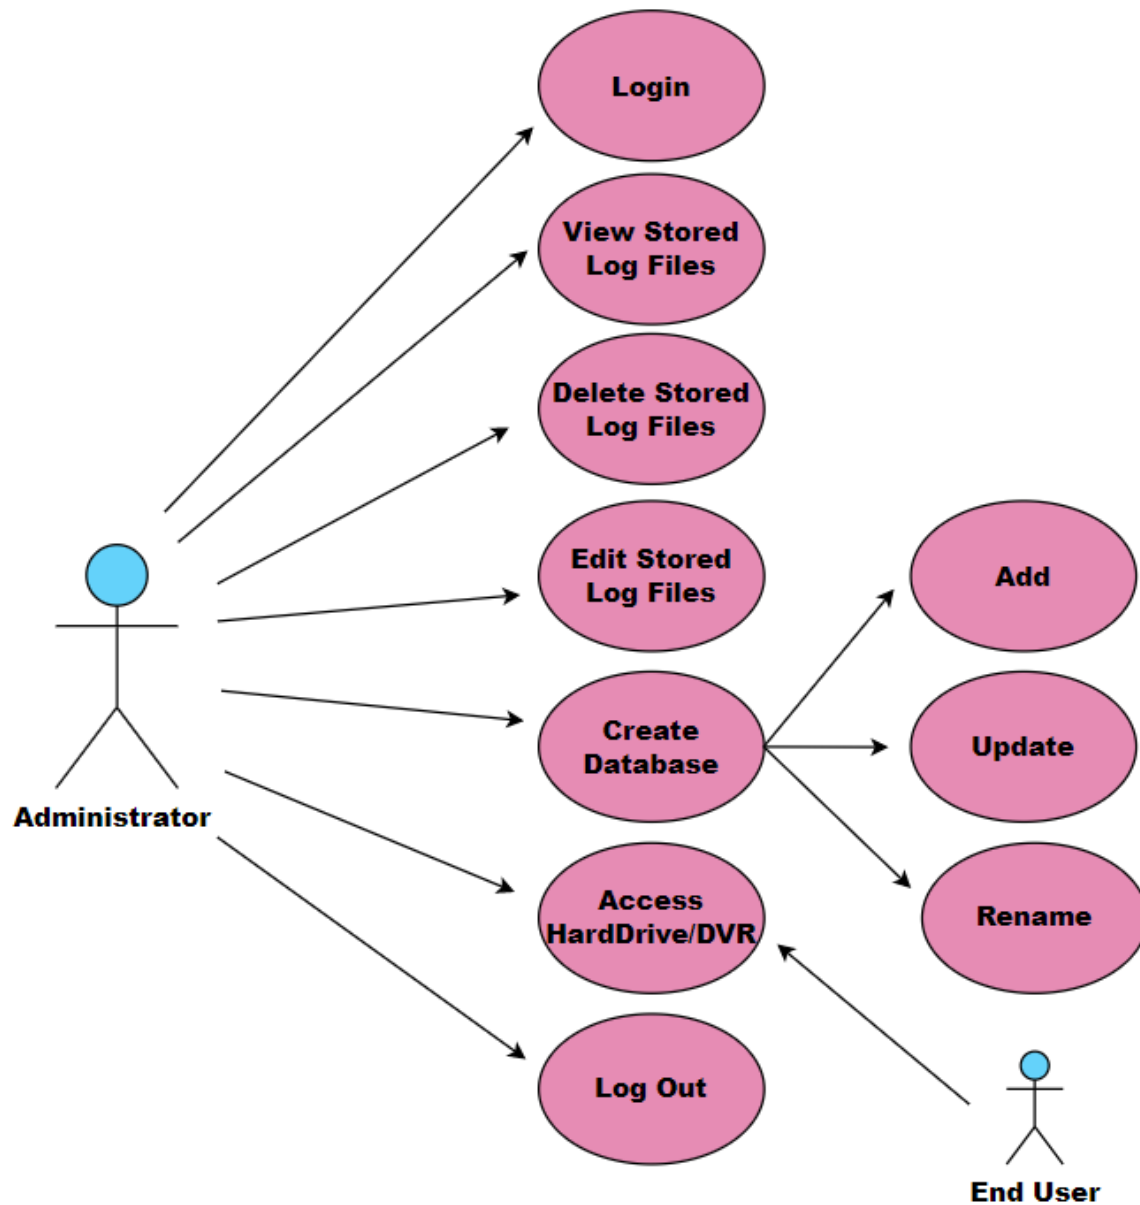 Login
View Stored
Log Files
Delete Stored
Log Files
Edit Stored
Log Files
Add
Create
Database
Update
Administrator
Access
HardDrive/DVR
Rename
Log Out
End User